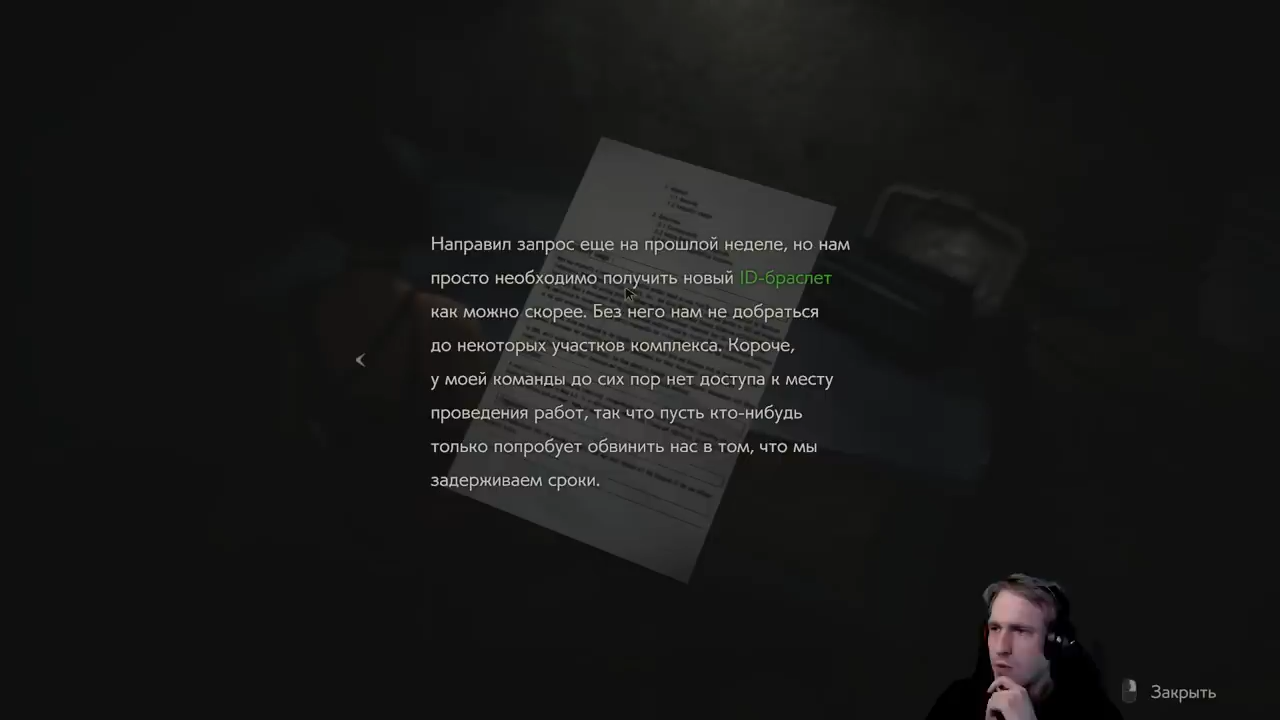 Направил запрос еще на прошлой неделе, но нам
просто необходимо получить новый ID-браслет
как можно скорее. Без него нам не добраться
до некоторых участков комплекса. Короче,
у моей команды до сих пор нет доступа к месту
проведения работ, так что пусть кто-нибудь
только попробует обвинить нас в том, что мы
задерживаем сроки.
Закрыть